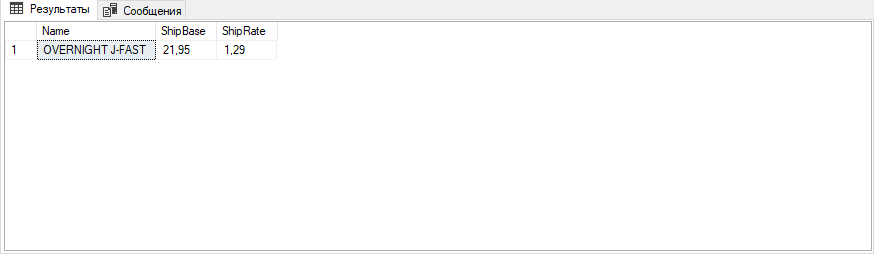 Результаты Сообщения
Name ShipBase ShipRate
1 OVERNIGHT J-FAST 21,95 1,29